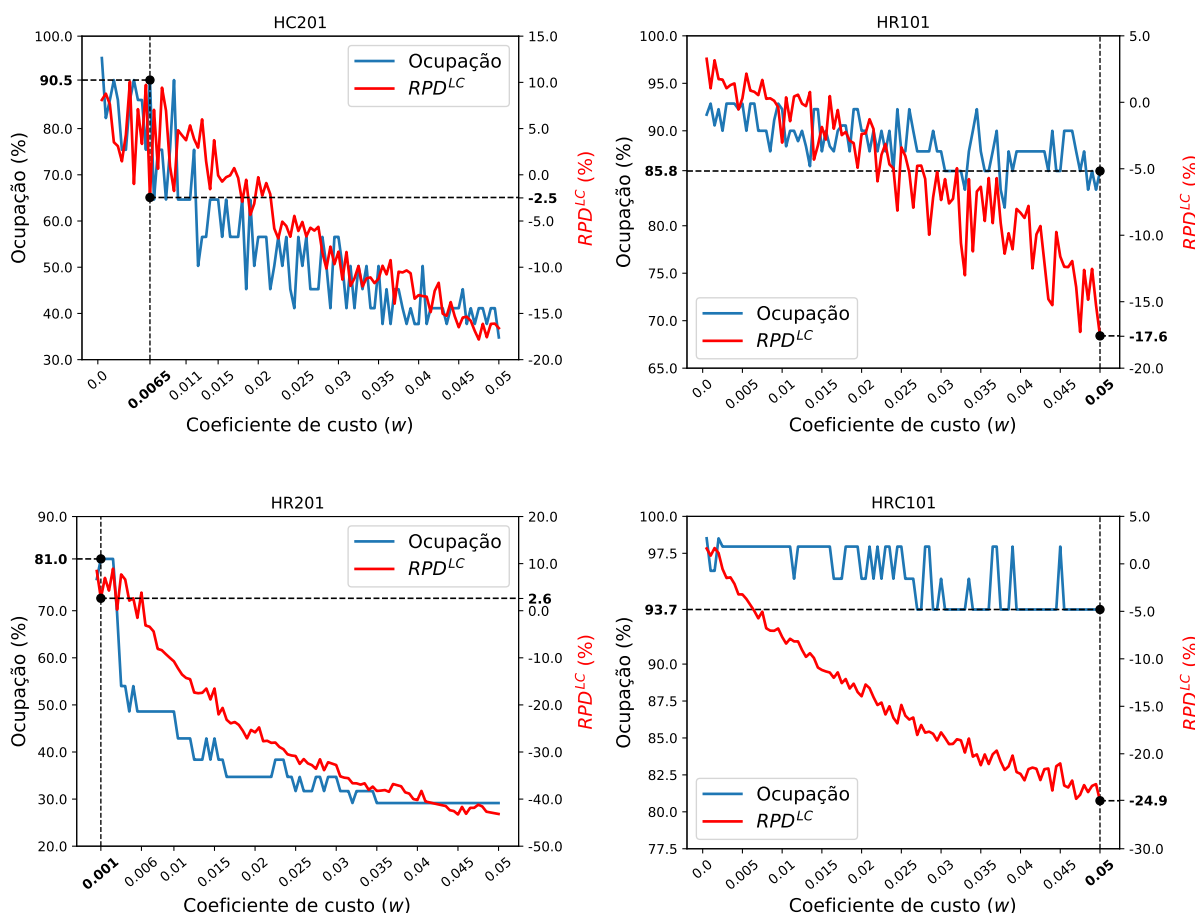 HC201
100.0
90.5
80.0
70.0
60.0
50.0
40.0
30.0
Ocupação (%)
15.0
10.0
5.0
0.0
-2.5
-5.0
-10.0
-15.0
-20.0
RPD^LC (%)
Ocupação
RPD^LC
0.0 0.0065 0.011 0.015 0.02 0.03 0.03 0.035 0.04 0.045 0.05
Coeficiente de custo (w)
HR101
100.0
95.0
90.0
85.8
80.0
75.0
70.0
65.0
Ocupação (%)
5.0
0.0
-5.0
-10.0
-15.0
-17.6
-20.0
RPD^LC (%)
Ocupação
RPD^LC
0.0 0.005 0.01 0.015 0.02 0.025 0.03 0.035 0.04 0.045 0.05
Coeficiente de custo (w)
HR201
90.0
81.0
70.0
60.0
50.0
40.0
30.0
20.0
Ocupação (%)
20.0
10.0
2.6
0.0
-10.0
-20.0
-30.0
-40.0
-50.0
RPD^LC (%)
Ocupação
RPD^LC
0.001 0.006 0.01 0.015 0.02 0.03 0.03 0.035 0.04 0.045 0.05
Coeficiente de custo (w)
HRC101
100.0
97.5
93.7
90.0
87.5
85.0
82.5
80.0
77.5
Ocupação (%)
5.0
0.0
-5.0
-10.0
-15.0
-20.0
-24.9
-30.0
RPD^LC (%)
Ocupação
RPD^LC
0.0 0.005 0.01 0.015 0.02 0.025 0.03 0.035 0.04 0.045 0.05
Coeficiente de custo (w)